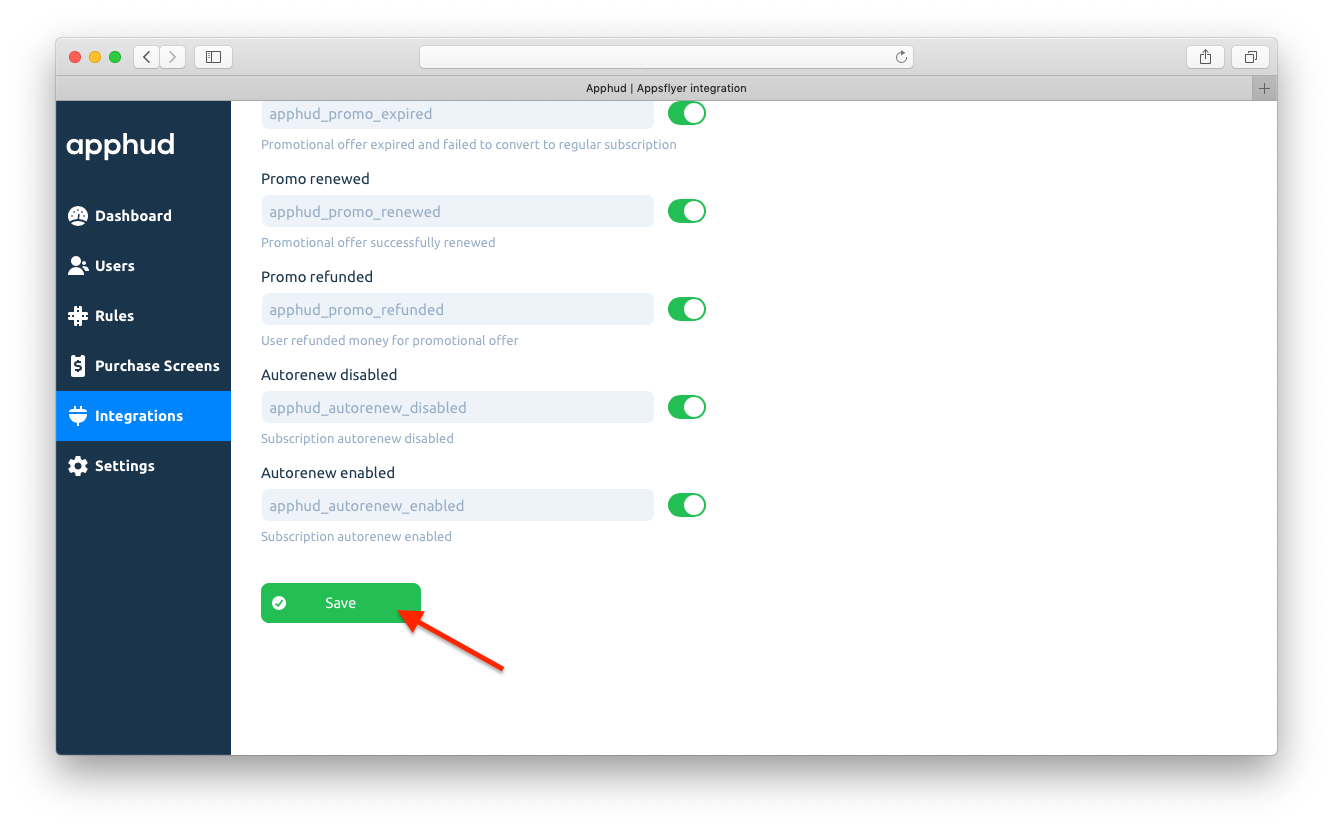 Apphud | Appsflyer integration
apphud
Dashboard
Users
Rules
Purchase Screens
Integrations
Settings
apphud_promo_expired
Promotional offer expired and failed to convert to regular subscription
Promo renewed
apphud_promo_renewed
Promotional offer successfully renewed
Promo refunded
apphud_promo_refunded
User refunded money for promotional offer
Autorenew disabled
apphud_autorenew_disabled
Subscription autorenew disabled
Autorenew enabled
apphud_autorenew_enabled
Subscription autorenew enabled
Save